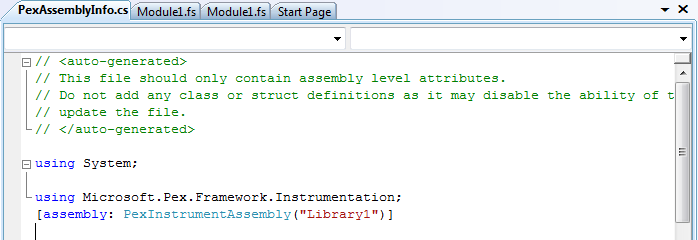 PexAssemblyInfo.cs Module1.fs Module1.fs Start Page
// <auto-generated>
// This file should only contain assembly level attributes.
// Do not add any class or struct definitions as it may disable the ability of t
// update the file.
// </auto-generated>
using System;
using Microsoft.Pex.Framework.Instrumentation;
[assembly: PexInstrumentAssembly("Library1")]